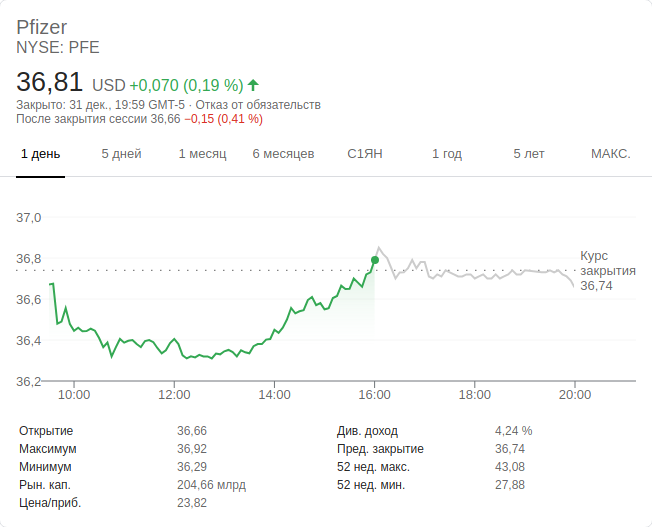 Pfizer
NYSE: PFE
36,81 USD +0,070 (0,19 %)
Закрыто: 31 дек., 19:59 GMT-5 · Отказ от обязательств
После закрытия сессии 36,66 −0,15 (0,41 %)
1 день 5 дней 1 месяц 6 месяцев С1ЯН 1 год 5 лет МАКС.
37,0
36,8
36,6
36,4
36,2
Курс
закрытия
36,74
10:00 12:00 14:00 16:00 18:00 20:00
Открытие 36,66 Див. доход 4,24 %
Максимум 36,92 Пред. закрытие 36,74
Минимум 36,29 52 нед. макс. 43,08
Рын. кап. 204,66 млрд 52 нед. мин. 27,88
Цена/приб. 23,82